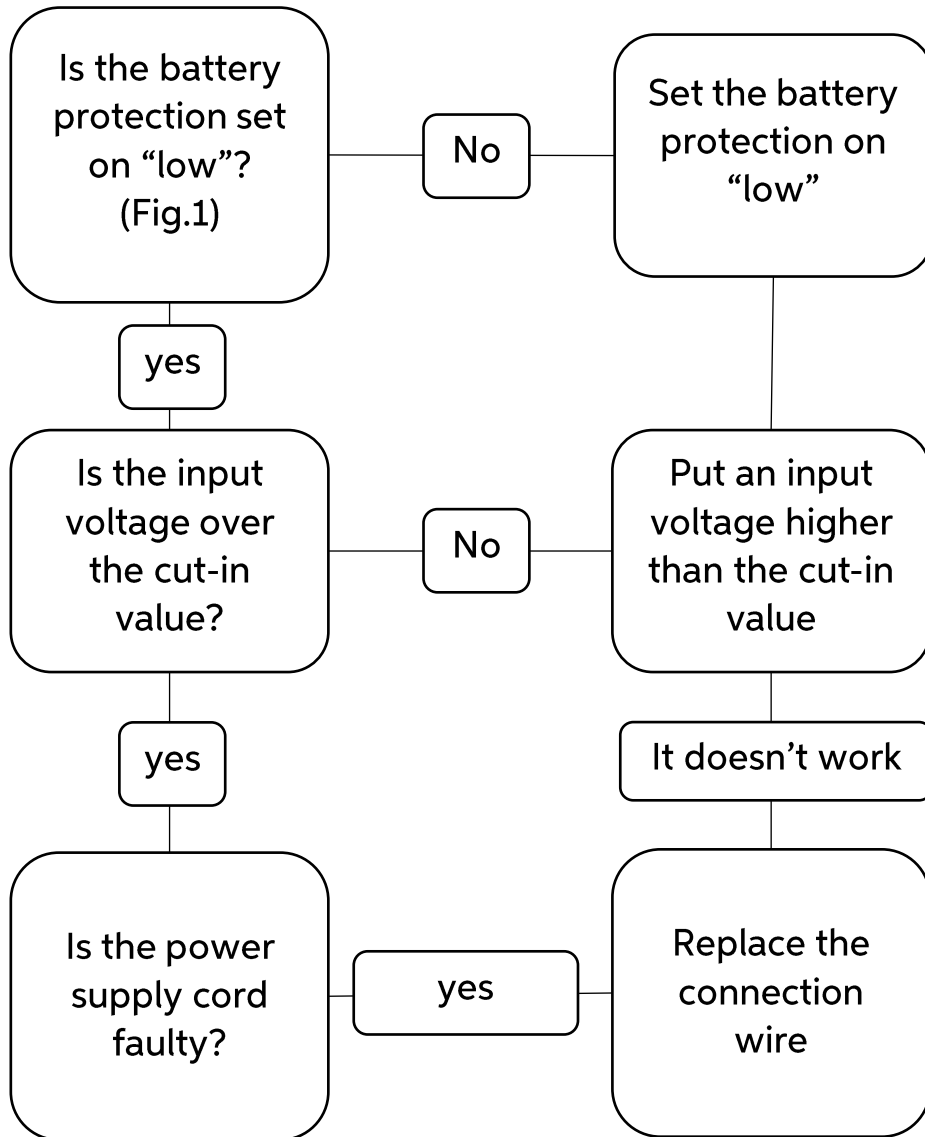 Is the battery
protection set
on “low”?
(Fig.1)
No
Set the battery
protection on
“low”
yes
Is the input
voltage over
the cut-in
value?
No
Put an input
voltage higher
than the cut-in
value
yes
It doesn’t work
Is the power
supply cord
faulty?
yes
Replace the
connection
wire